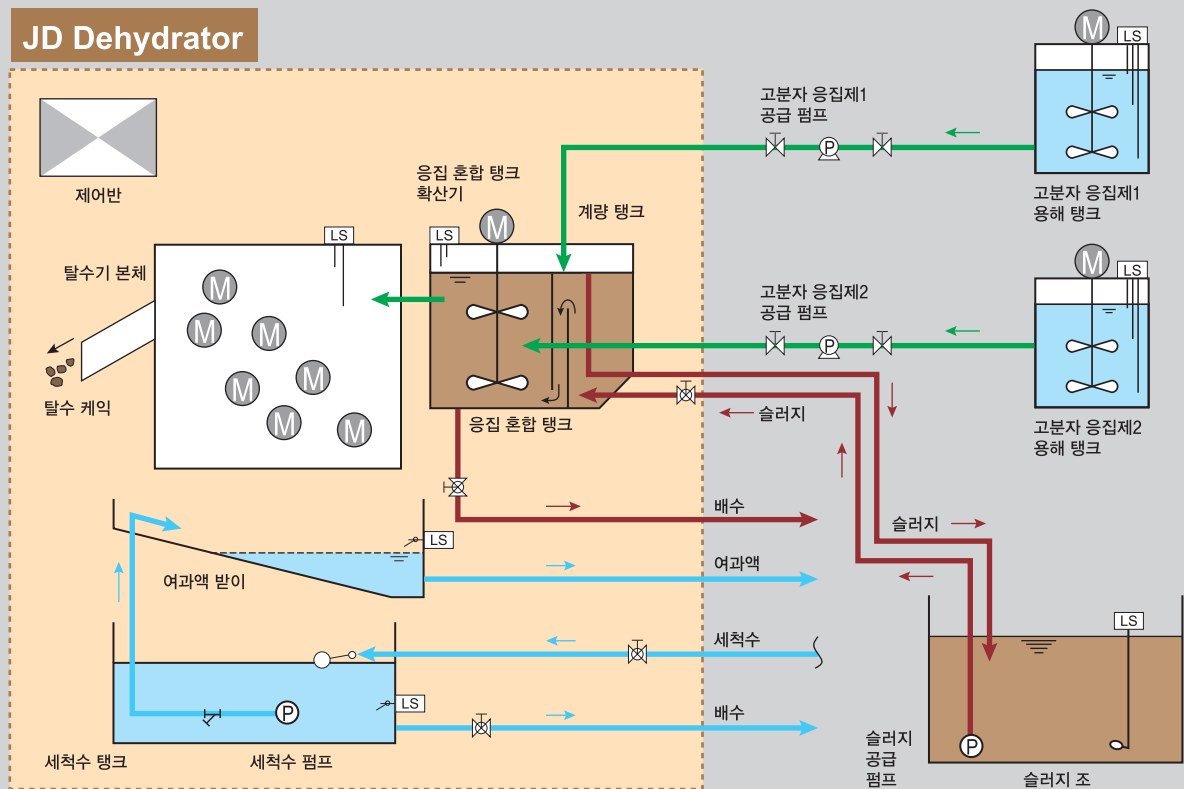 JD Dehydrator
M
LS
고분자 응집제1
공급 펌프
P
고분자 응집제1
용해 탱크
제어반
응집 혼합 탱크
확산기
계량 탱크
M
LS
LS
탈수기 본체
M
M
M
M
M
M
M
탈수 케익
응집 혼합 탱크
M
LS
고분자 응집제2
공급 펌프
P
고분자 응집제2
용해 탱크
슬러지
배수
슬러지
LS
여과액
여과액 받이
세척수
LS
P
LS
배수
세척수 탱크
세척수 펌프
슬러지
공급
펌프
P
슬러지 조